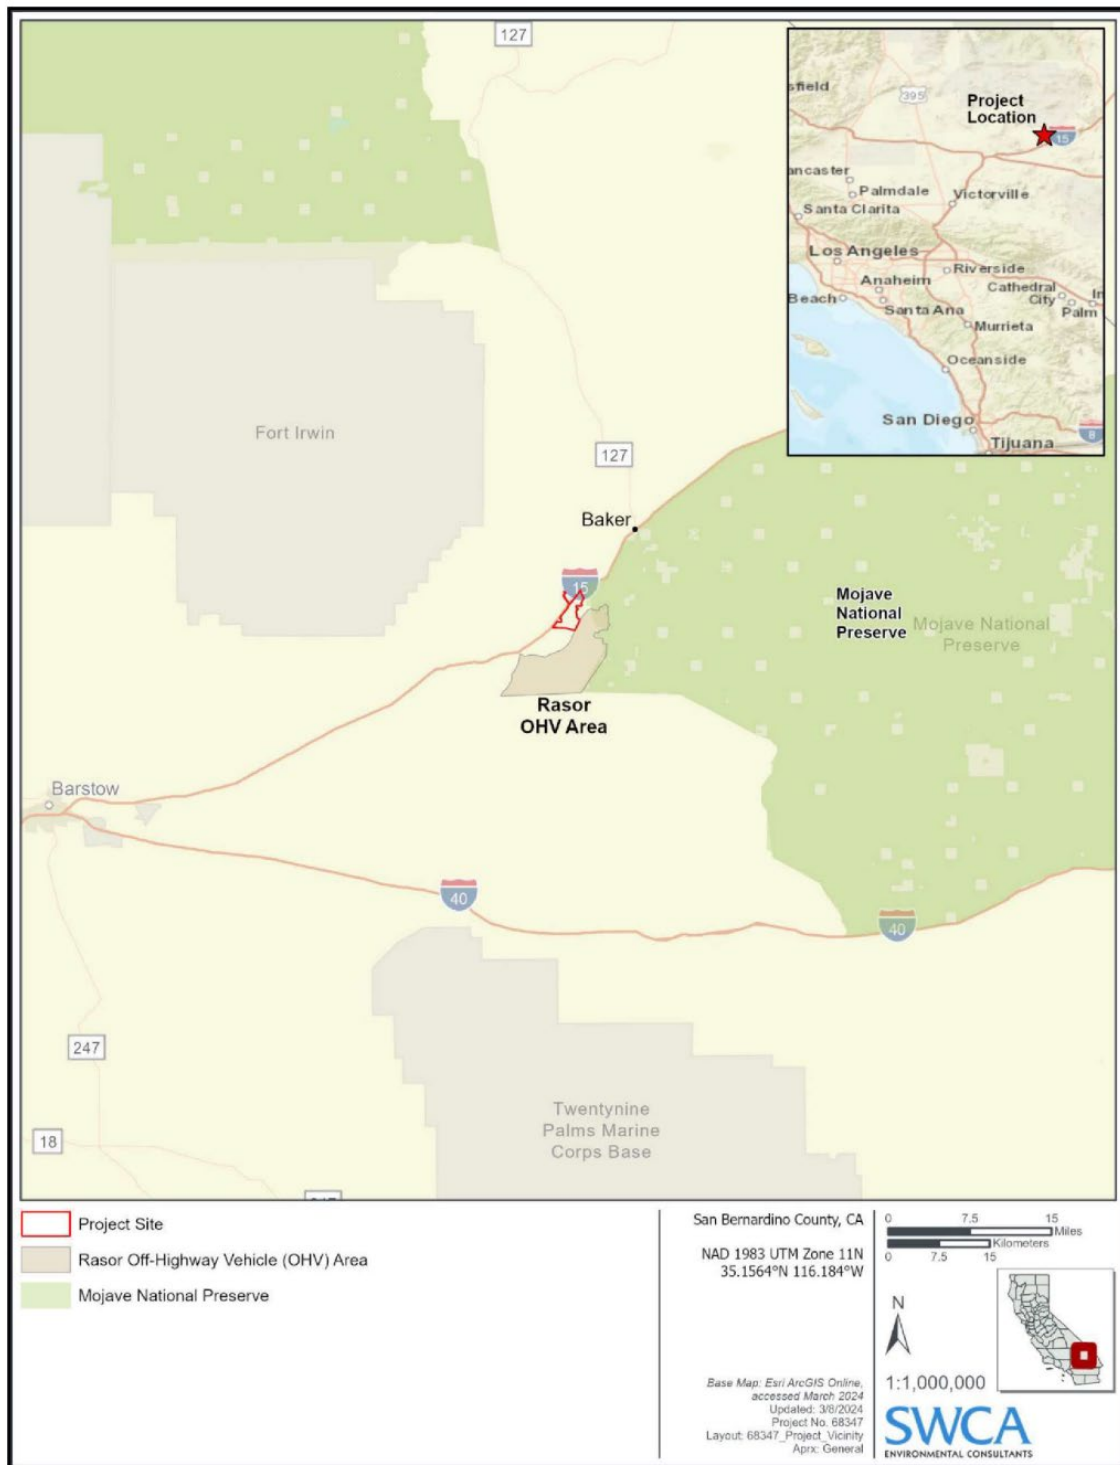 127
Project
Location
395
sfield
15
ancaster
Palmdale
Victorville
Santa Clarita
Los Angeles
Riverside
Anaheim
Cathedral
City
In
Palm
Beach
Santa Ana
Murrieta
Oceanside
San Diego
8
Tijuana
Fort Irwin
127
Baker
15
Mojave
National
Preserve
Mojave National
Preserve
Rasor
OHV Area
Barstow
40
40
247
18
Twentynine
Palms Marine
Corps Base
Project Site
Rasor Off-Highway Vehicle (OHV) Area
Mojave National Preserve
San Bernardino County, CA
NAD 1983 UTM Zone 11N
35.1564°N 116.184°W
Base Map: Esri ArcGIS Online,
accessed March 2024
Updated: 3/8/2024
Project No. 68347
Layout: 68347_Project_Vicinity
Aprx: General
0 7.5 15
Miles
Kilometers
0 7.5 15
N
1:1,000,000
SWCA
ENVIRONMENTAL CONSULTANTS